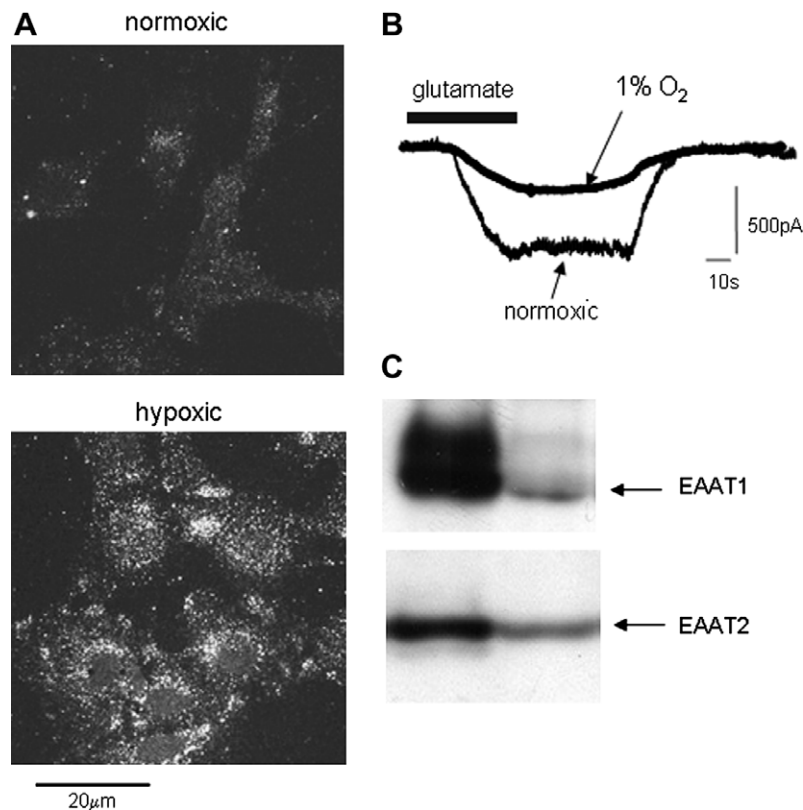 A
normoxic
hypoxic
20μm
B
glutamate
1% O₂
500pA
10s
normoxic
C
EAAT1
EAAT2